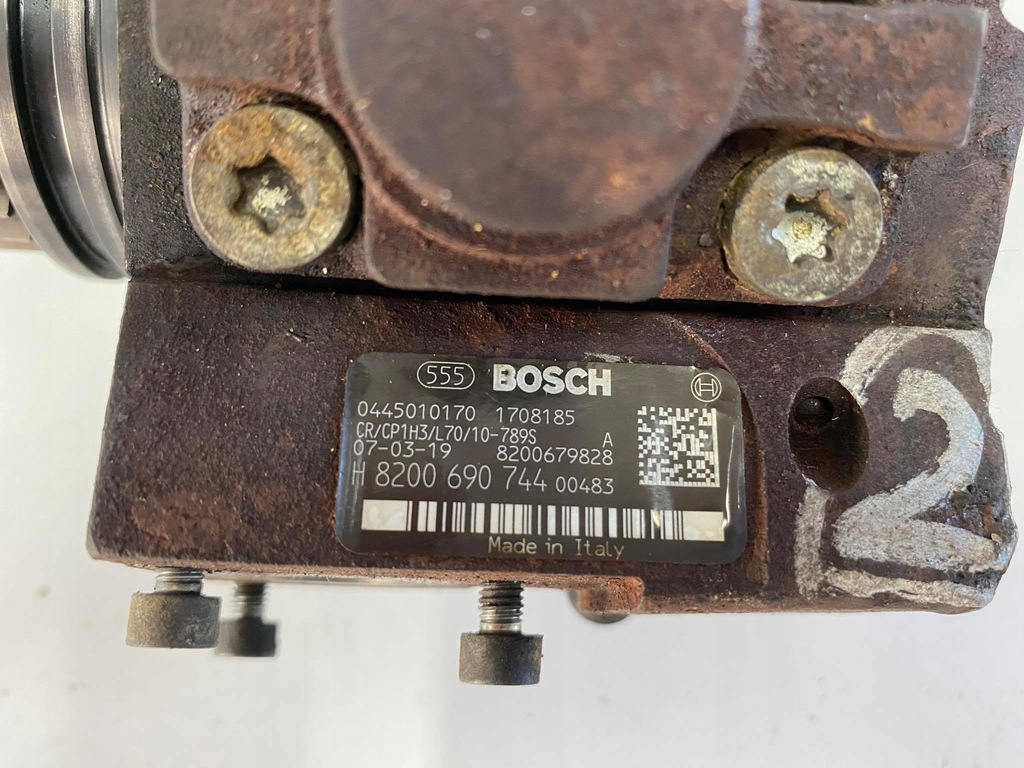 555 BOSCH
0445010170 1708185
CR/CP1H3/L70/10-789S A
07-03-19 8200679828
H 8200 690 744 00483
Made in Italy
2